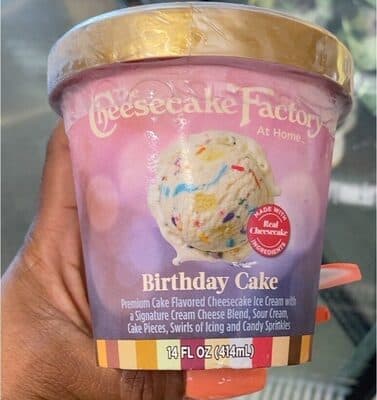 Cheesecake Factory
At Home™
MADE WITH
Real
Cheesecake
INGREDIENTS
Birthday Cake
Premium Cake Flavored Cheesecake Ice Cream with
a Signature Cream Cheese Blend, Sour Cream,
Cake Pieces, Swirls of Icing and Candy Sprinkles
14 FL OZ (414mL)